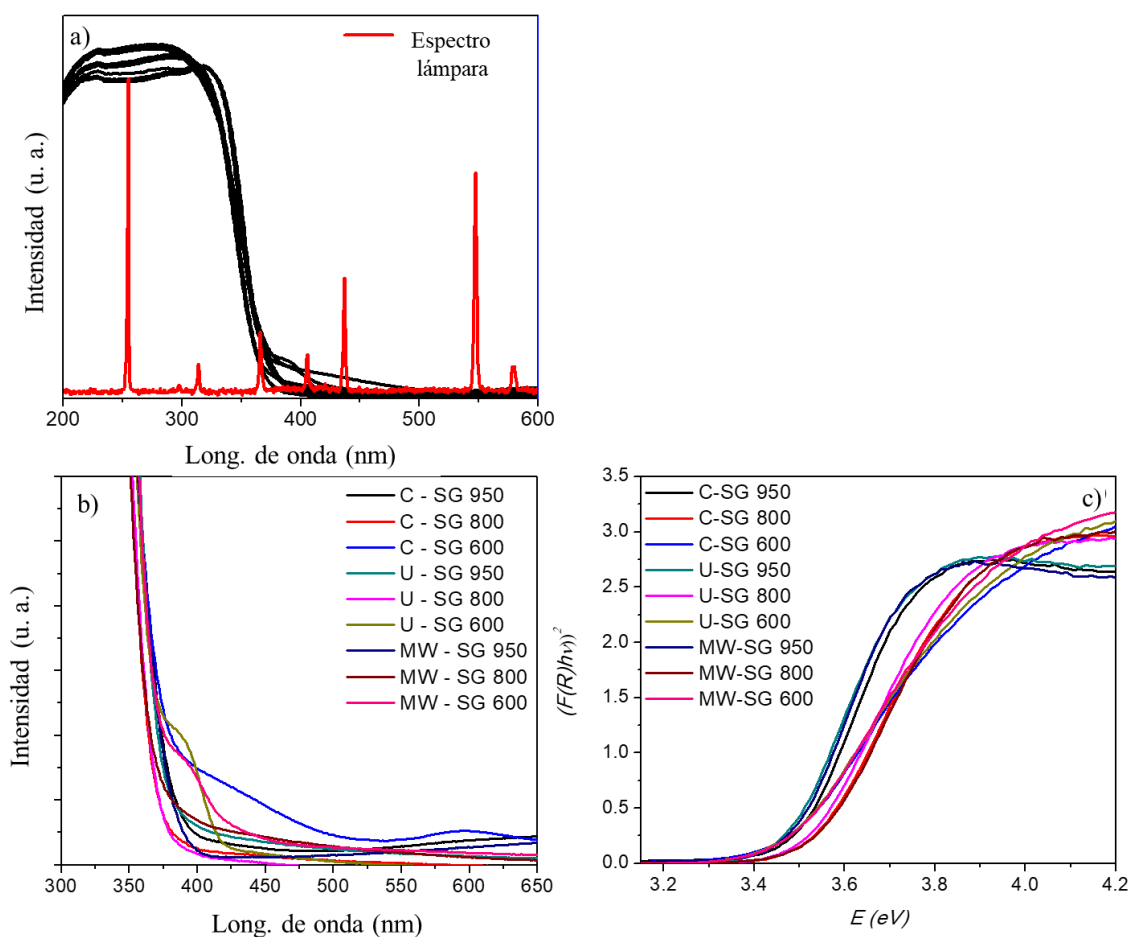 a)
Espectro
lámpara
Intensidad (u. a.)
200 300 400 500 600
Long. de onda (nm)
b)
C - SG 950
C - SG 800
C - SG 600
U - SG 950
U - SG 800
U - SG 600
MW - SG 950
MW - SG 800
MW - SG 600
Intensidad (u. a.)
300 350 400 450 500 550 600 650
Long. de onda (nm)
c)
C-SG 950
C-SG 800
C-SG 600
U-SG 950
U-SG 800
U-SG 600
MW-SG 950
MW-SG 800
MW-SG 600
(F(R)hν))²
3.5
3.0
2.5
2.0
1.5
1.0
0.5
0.0
3.2 3.4 3.6 3.8 4.0 4.2
E (eV)